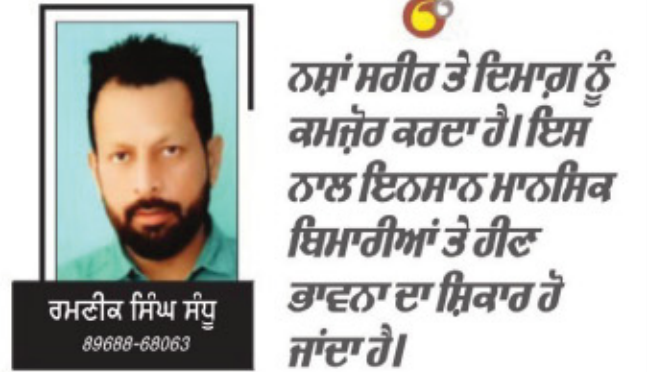 ਨਸ਼ਾਂ ਸਰੀਰ ਤੇ ਦਿਮਾਗ਼ ਨੂੰ
ਕਮਜ਼ੋਰ ਕਰਦਾ ਹੈ। ਇਸ
ਨਾਲ ਇਨਸਾਨ ਮਾਨਸਿਕ
ਬਿਮਾਰੀਆਂ ਤੇ ਹੀਣ
ਭਾਵਨਾ ਦਾ ਸ਼ਿਕਾਰ ਹੋ
ਜਾਂਦਾ ਹੈ।
ਰਮਣੀਕ ਸਿੰਘ ਸੰਧੂ
89688-68063